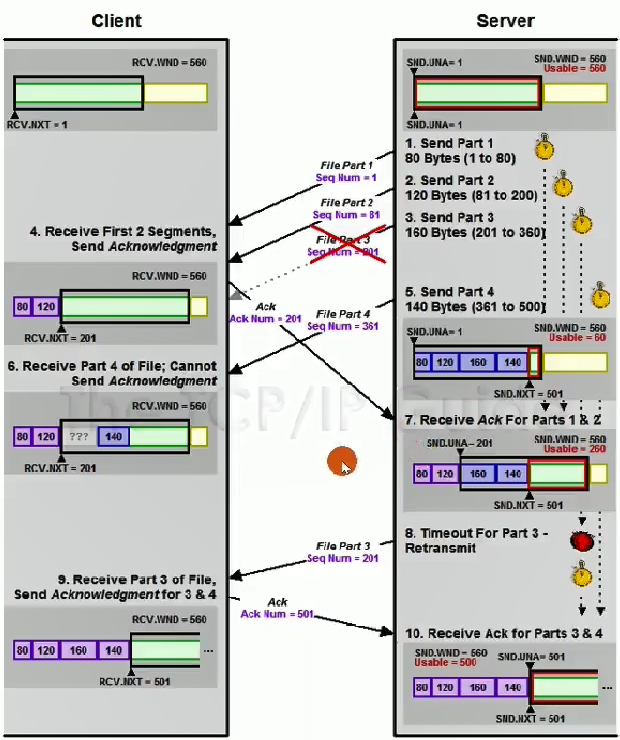 Client
Server
RCV.WND = 560
RCV.NXT = 1
SND.UNA= 1
SND.WND = 560
Usable = 560
SND.UNA= 1
1. Send Part 1
80 Bytes (1 to 80)
File Part 1
Seq Num = 1
2. Send Part 2
120 Bytes (81 to 200)
File Part 2
Seq Num = 81
3. Send Part 3
160 Bytes (201 to 360)
File Part 3
Seq Num = 201
4. Receive First 2 Segments,
Send Acknowledgment
RCV.WND = 560
80 120
RCV.NXT = 201
Ack
Ack Num = 201
5. Send Part 4
140 Bytes (361 to 500)
File Part 4
Seq Num = 361
SND.UNA= 1
SND.WND = 560
Usable = 60
80 120 160 140
SND.NXT = 501
6. Receive Part 4 of File; Cannot
Send Acknowledgment
RCV.WND = 560
80 120 ??? 140
RCV.NXT = 201
The TCP/IP Guide
7. Receive Ack For Parts 1 & 2
SND.UNA= 201
SND.WND = 560
Usable = 260
80 120 160 140
SND.NXT = 501
8. Timeout For Part 3 -
Retransmit
File Part 3
Seq Num = 201
9. Receive Part 3 of File,
Send Acknowledgment for 3 & 4
RCV.WND = 560
80 120 160 140 ...
RCV.NXT = 501
Ack
Ack Num = 501
10. Receive Ack for Parts 3 & 4
SND.WND = 560
Usable = 500
SND.UNA= 501
80 120 160 140 ...
SND.NXT = 501